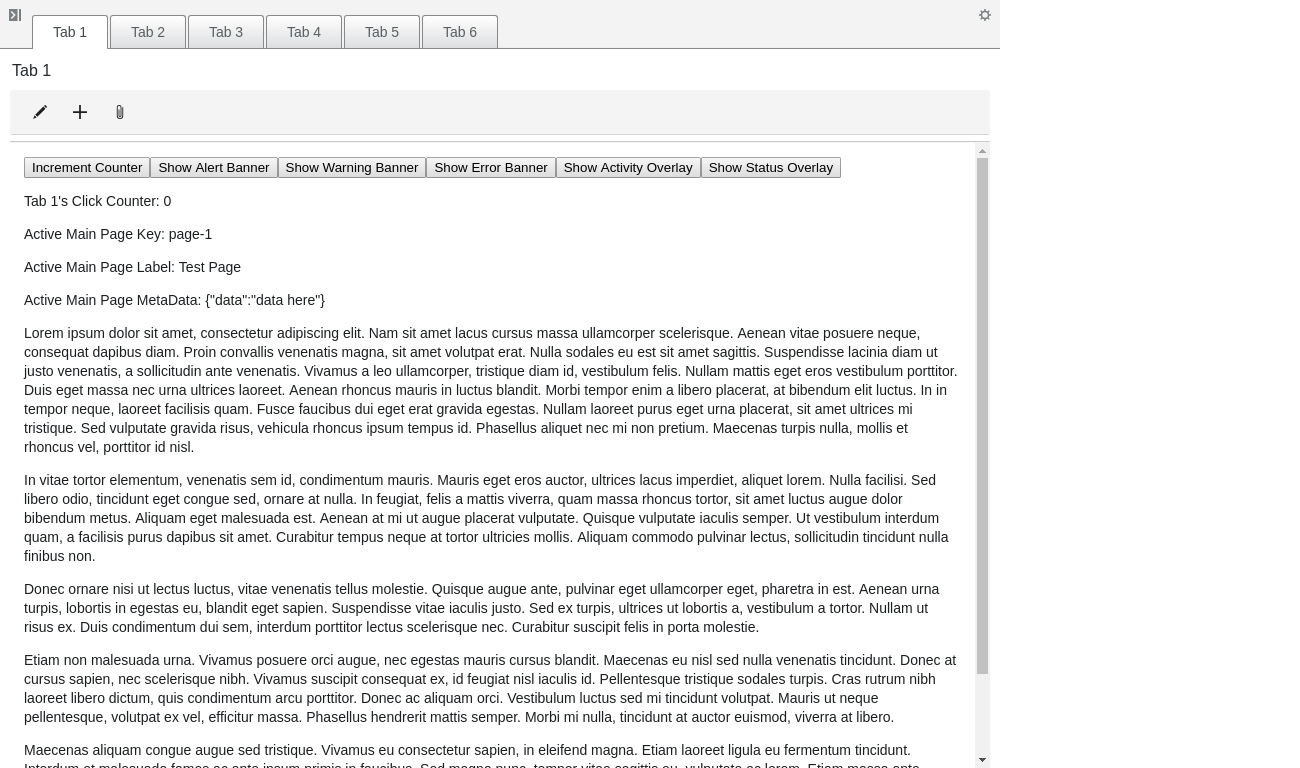 Tab 1
Tab 2
Tab 3
Tab 4
Tab 5
Tab 6
Tab 1
Increment Counter
Show Alert Banner
Show Warning Banner
Show Error Banner
Show Activity Overlay
Show Status Overlay
Tab 1's Click Counter: 0
Active Main Page Key: page-1
Active Main Page Label: Test Page
Active Main Page MetaData: {"data":"data here"}
Lorem ipsum dolor sit amet, consectetur adipiscing elit. Nam sit amet lacus cursus massa ullamcorper scelerisque. Aenean vitae posuere neque,
consequat dapibus diam. Proin convallis venenatis magna, sit amet volutpat erat. Nulla sodales eu est sit amet sagittis. Suspendisse lacinia diam ut
justo venenatis, a sollicitudin ante venenatis. Vivamus a leo ullamcorper, tristique diam id, vestibulum felis. Nullam mattis eget eros vestibulum porttitor.
Duis eget massa nec urna ultrices laoreet. Aenean rhoncus mauris in luctus blandit. Morbi tempor enim a libero placerat, at bibendum elit luctus. In in
tempor neque, laoreet facilisis quam. Fusce faucibus dui eget erat gravida egestas. Nullam laoreet purus eget urna placerat, sit amet ultrices mi
tristique. Sed vulputate gravida risus, vehicula rhoncus ipsum tempus id. Phasellus aliquet nec mi non pretium. Maecenas turpis nulla, mollis et
rhoncus vel, porttitor id nisl.
In vitae tortor elementum, venenatis sem id, condimentum mauris. Mauris eget eros auctor, ultrices lacus imperdiet, aliquet lorem. Nulla facilisi. Sed
libero odio, tincidunt eget congue sed, ornare at nulla. In feugiat, felis a mattis viverra, quam massa rhoncus tortor, sit amet luctus augue dolor
bibendum metus. Aliquam eget malesuada est. Aenean at mi ut augue placerat vulputate. Quisque vulputate iaculis semper. Ut vestibulum interdum
quam, a facilisis purus dapibus sit amet. Curabitur tempus neque at tortor ultricies mollis. Aliquam commodo pulvinar lectus, sollicitudin tincidunt nulla
finibus non.
Donec ornare nisi ut lectus luctus, vitae venenatis tellus molestie. Quisque augue ante, pulvinar eget ullamcorper eget, pharetra in est. Aenean urna
turpis, lobortis in egestas eu, blandit eget sapien. Suspendisse vitae iaculis justo. Sed ex turpis, ultrices ut lobortis a, vestibulum a tortor. Nullam ut
risus ex. Duis condimentum dui sem, interdum porttitor lectus scelerisque nec. Curabitur suscipit felis in porta molestie.
Etiam non malesuada urna. Vivamus posuere orci augue, nec egestas mauris cursus blandit. Maecenas eu nisl sed nulla venenatis tincidunt. Donec at
cursus sapien, nec scelerisque nibh. Vivamus suscipit consequat ex, id feugiat nisl iaculis id. Pellentesque tristique sodales turpis. Cras rutrum nibh
laoreet libero dictum, quis condimentum arcu porttitor. Donec ac aliquam orci. Vestibulum luctus sed mi tincidunt volutpat. Mauris ut neque
pellentesque, volutpat ex vel, efficitur massa. Phasellus hendrerit mattis semper. Morbi mi nulla, tincidunt at auctor euismod, viverra at libero.
Maecenas aliquam congue augue sed tristique. Vivamus eu consectetur sapien, in eleifend magna. Etiam laoreet ligula eu fermentum tincidunt.